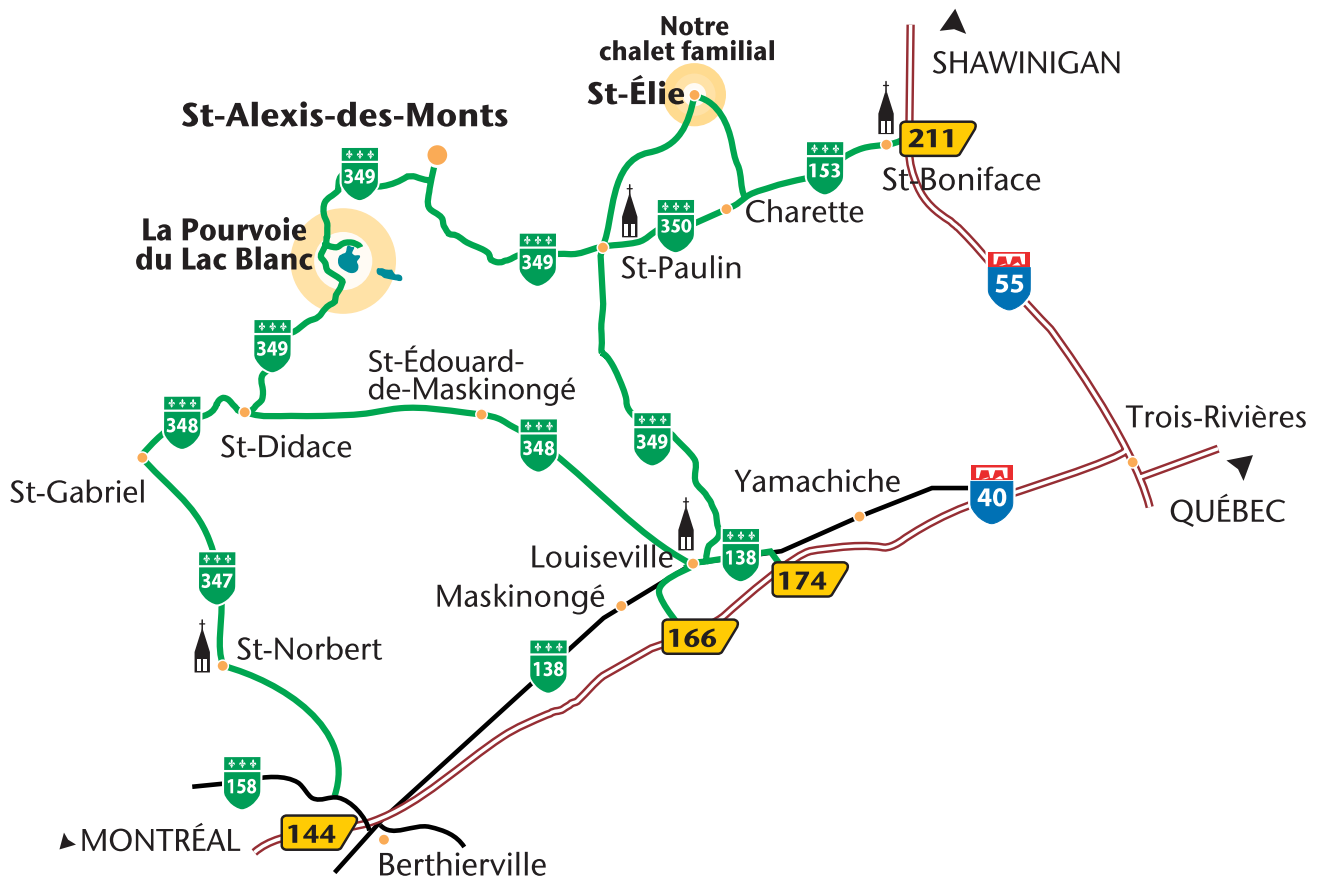 Notre
chalet familial
St-Élie
SHAWINIGAN
St-Alexis-des-Monts
211
349
153
St-Boniface
La Pourvoie
du Lac Blanc
350
Charette
349
St-Paulin
55
349
St-Édouard-
de-Maskinongé
348
St-Didace
348
349
Trois-Rivières
St-Gabriel
Yamachiche
40
QUÉBEC
Louiseville
138
174
347
Maskinongé
166
St-Norbert
138
158
144
MONTRÉAL
Berthierville